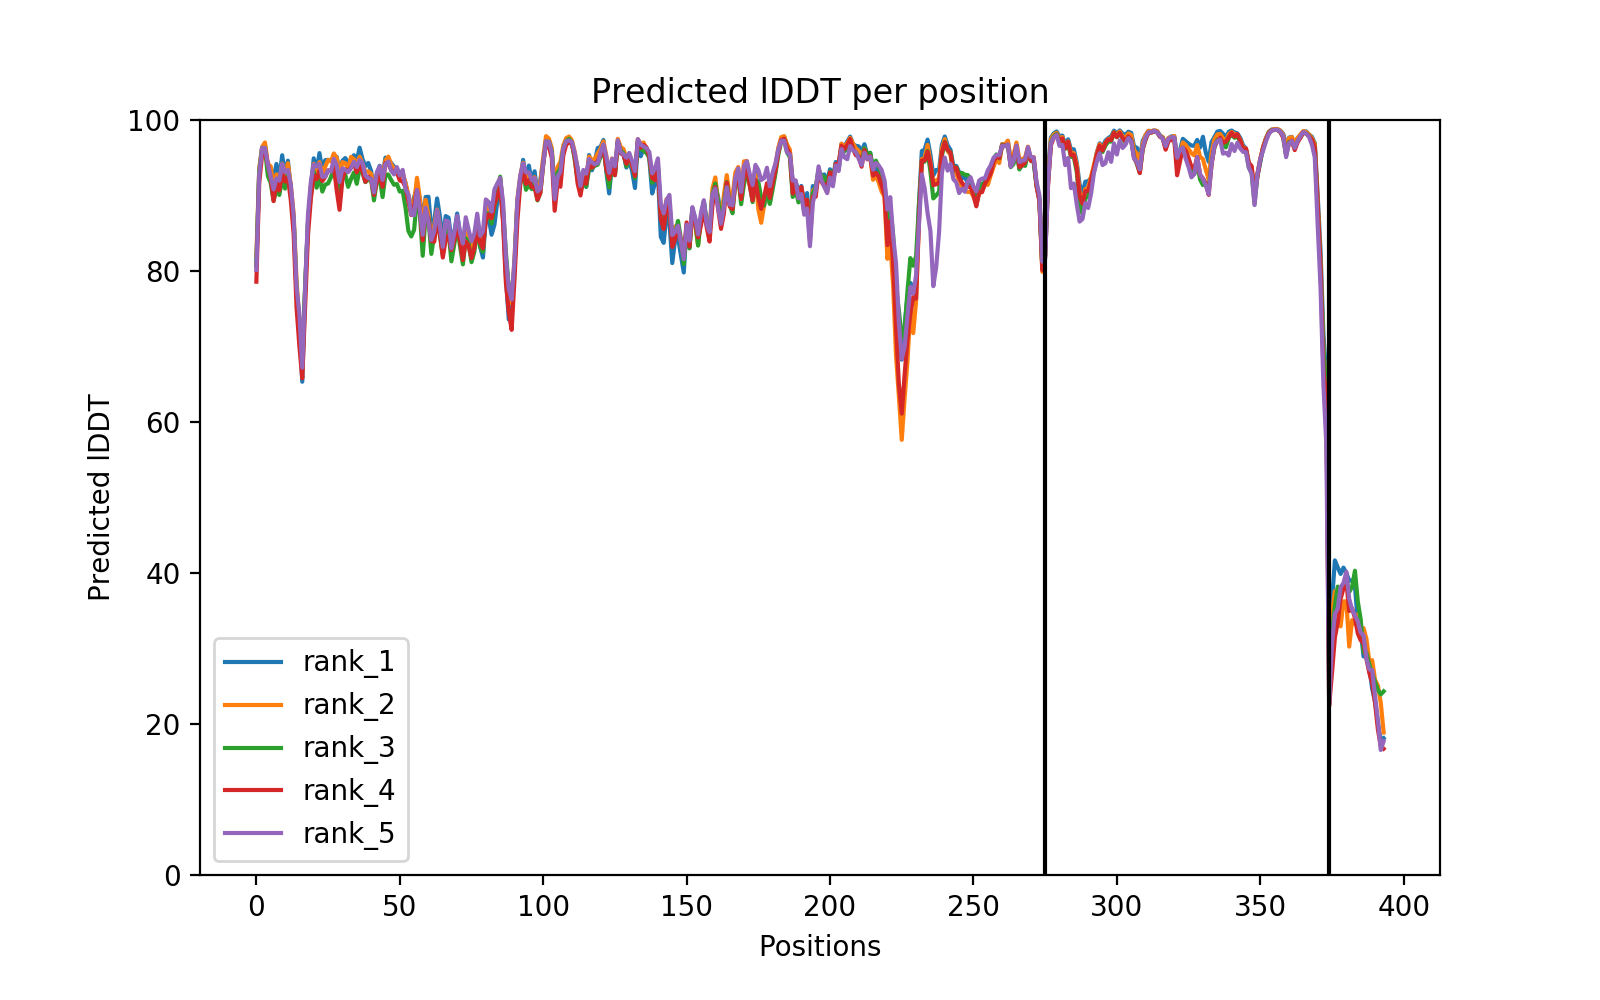 Predicted lDDT per position
100
80
60
40
20
0
Predicted lDDT
rank_1
rank_2
rank_3
rank_4
rank_5
0 50 100 150 200 250 300 350 400
Positions